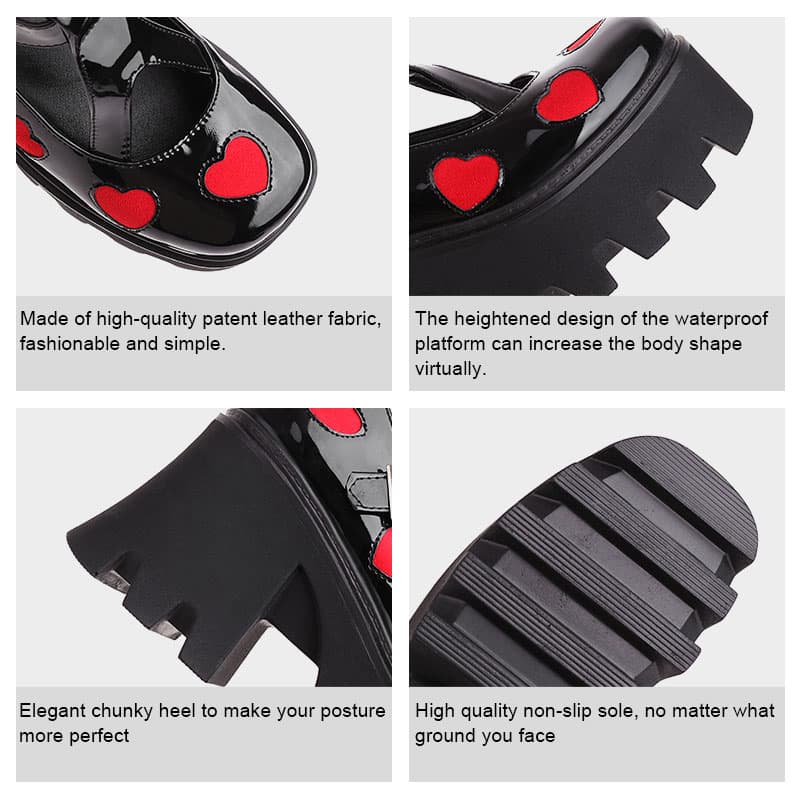 Made of high-quality patent leather fabric,
fashionable and simple.
The heightened design of the waterproof
platform can increase the body shape
virtually.
Elegant chunky heel to make your posture
more perfect
High quality non-slip sole, no matter what
ground you face